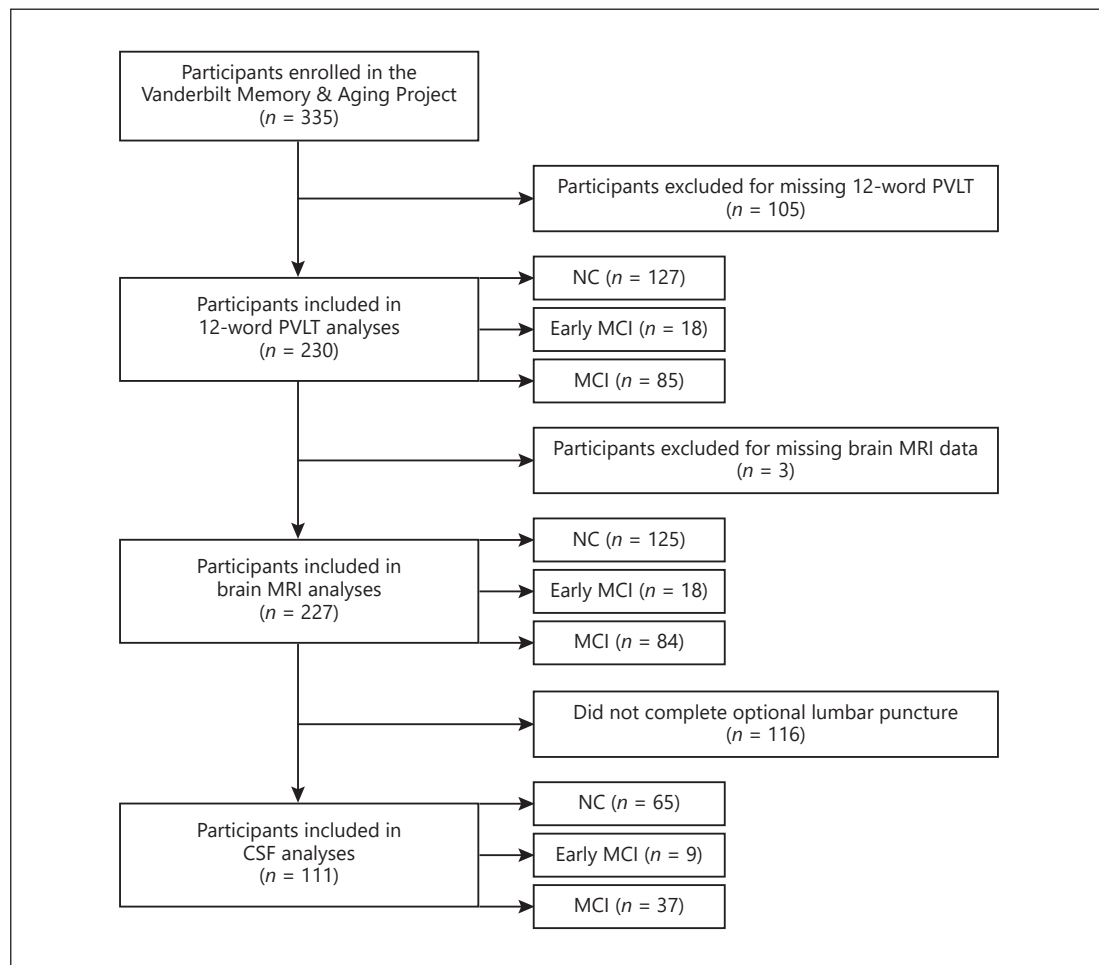 Participants enrolled in the
Vanderbilt Memory & Aging Project
(n = 335)
Participants excluded for missing 12-word PVLT
(n = 105)
Participants included in
12-word PVLT analyses
(n = 230)
NC (n = 127)
Early MCI (n = 18)
MCI (n = 85)
Participants excluded for missing brain MRI data
(n = 3)
Participants included in
brain MRI analyses
(n = 227)
NC (n = 125)
Early MCI (n = 18)
MCI (n = 84)
Did not complete optional lumbar puncture
(n = 116)
Participants included in
CSF analyses
(n = 111)
NC (n = 65)
Early MCI (n = 9)
MCI (n = 37)